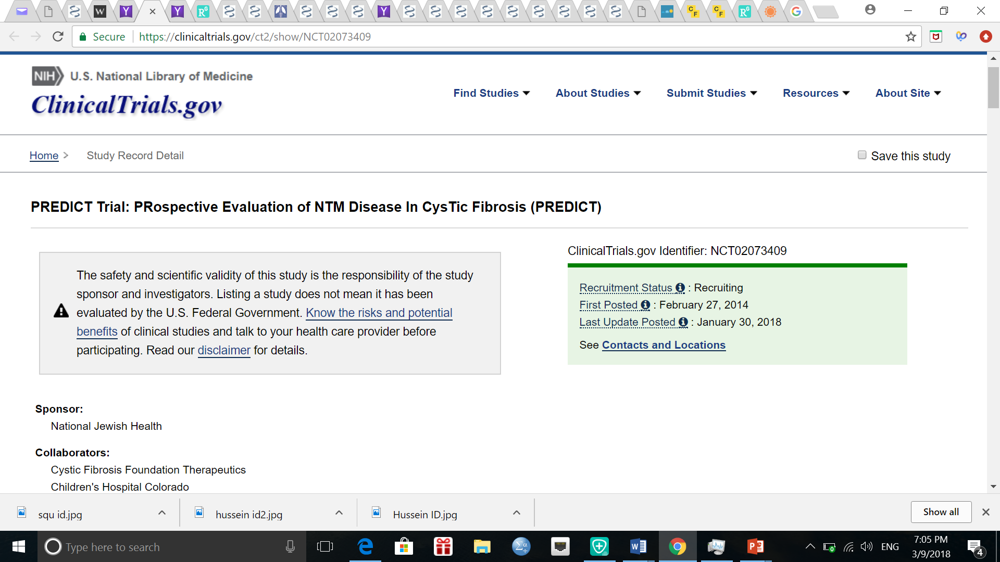 Secure https://clinicaltrials.gov/ct2/show/NCT02073409
NIH U.S. National Library of Medicine
ClinicalTrials.gov
Find Studies About Studies Submit Studies Resources About Site
Home > Study Record Detail
Save this study
PREDICT Trial: PRospective Evaluation of NTM Disease In CysTic Fibrosis (PREDICT)
The safety and scientific validity of this study is the responsibility of the study
sponsor and investigators. Listing a study does not mean it has been
evaluated by the U.S. Federal Government. Know the risks and potential
benefits of clinical studies and talk to your health care provider before
participating. Read our disclaimer for details.
ClinicalTrials.gov Identifier: NCT02073409
Recruitment Status : Recruiting
First Posted : February 27, 2014
Last Update Posted : January 30, 2018
See Contacts and Locations
Sponsor:
National Jewish Health
Collaborators:
Cystic Fibrosis Foundation Therapeutics
Children's Hospital Colorado
squ id.jpg
hussein id2.jpg
Hussein ID.jpg
Show all
Type here to search
ENG
7:05 PM
3/9/2018
4